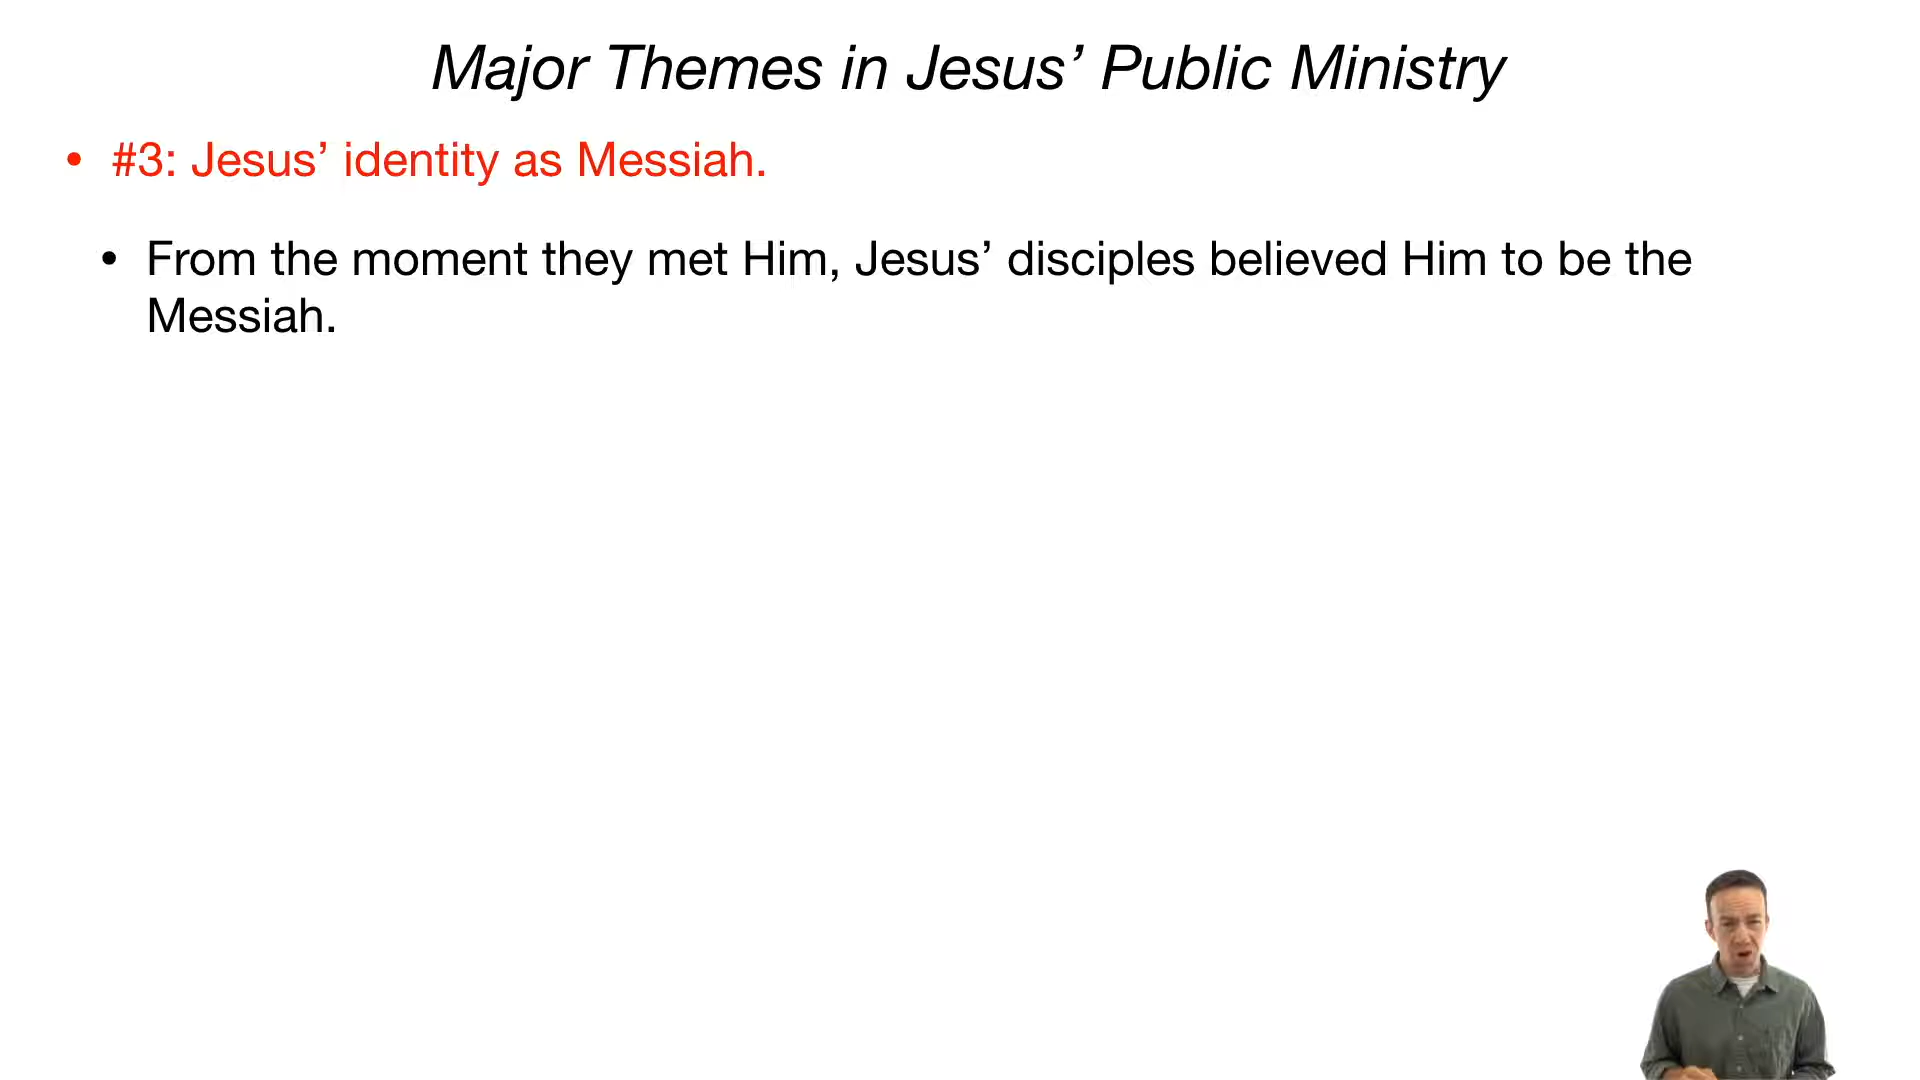 Major Themes in Jesus’ Public Ministry
• #3: Jesus’ identity as Messiah.
• From the moment they met Him, Jesus’ disciples believed Him to be the
Messiah.